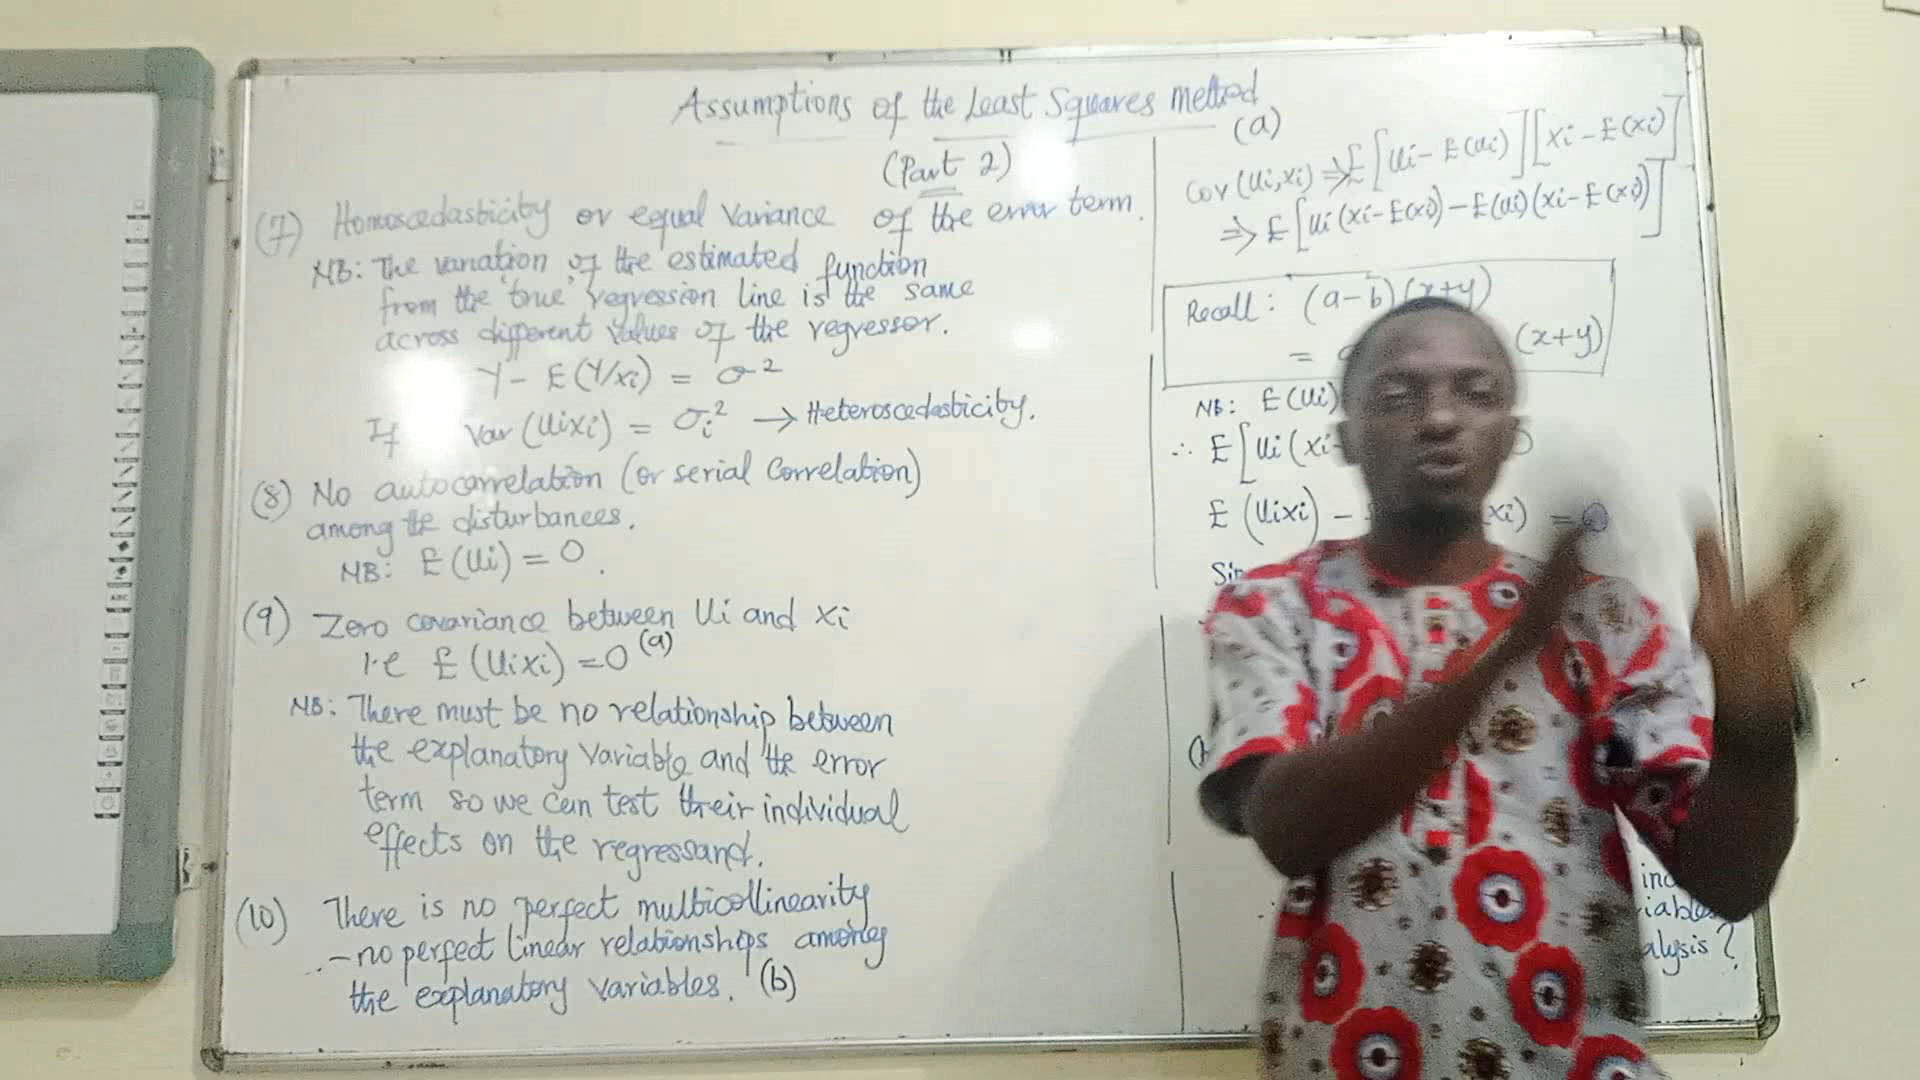 Assumptions of the Least Squares method
(Part 2)
(7) Homoscedasticity or equal variance of the error term.
NB: The variation of the estimated function
from the 'true' regression line is the same
across different values of the regressor.
Y - E(Y/xi) = σ²
If Var(Uixi) = σi² → Heteroscedasticity.
(8) No autocorrelation (or serial correlation)
among the disturbances.
NB: E(Ui) = 0.
(9) Zero covariance between Ui and xi
i.e E(Uixi) = 0 (a)
NB: There must be no relationship between
the explanatory variable and the error
term so we can test their individual
effects on the regressand.
(10) There is no perfect multicollinearity
- no perfect linear relationships among
the explanatory variables. (b)
(a)
Cov(Ui,xi) ⇒ E[Ui - E(Ui)][Xi - E(xi)]
⇒ E[Ui(xi - E(xi) - E(Ui)(xi - E(xi)]
Recall: (a-b)(x+y)
= (x+y)
NB: E(Ui)
∴ E[Ui(xi
E(Uixi) - xi) = 0
alysis?
ABC